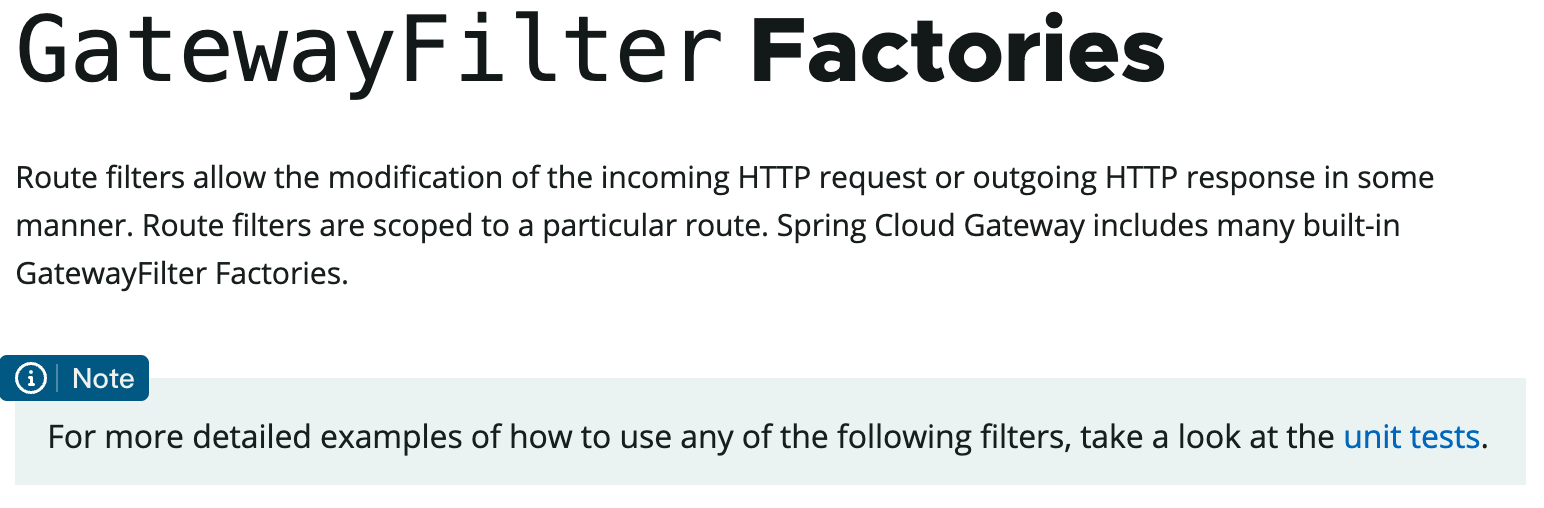 GatewayFilter Factories
Route filters allow the modification of the incoming HTTP request or outgoing HTTP response in some
manner. Route filters are scoped to a particular route. Spring Cloud Gateway includes many built-in
GatewayFilter Factories.
Note
For more detailed examples of how to use any of the following filters, take a look at the unit tests.